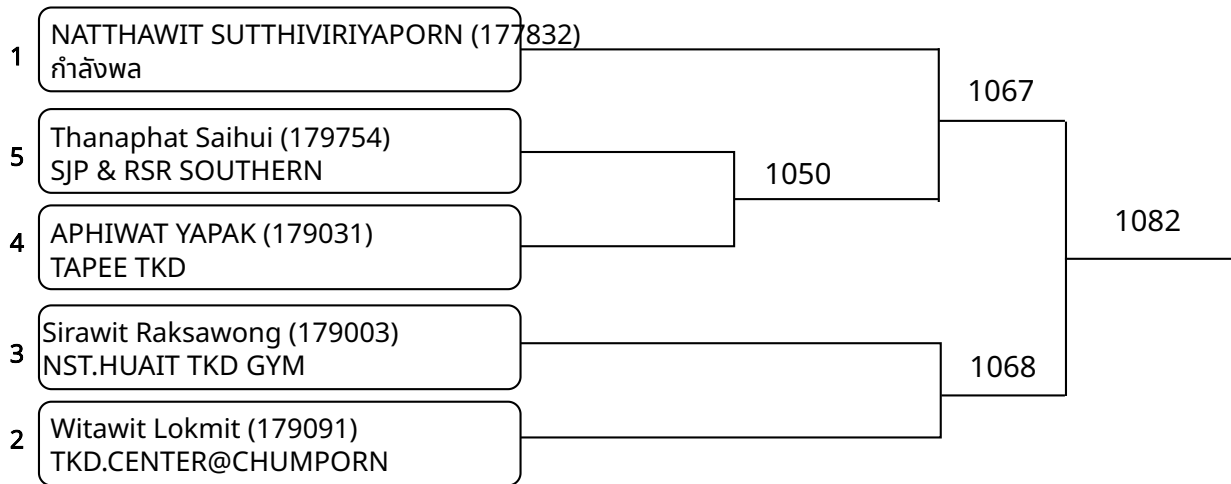 1
NATTHAWIT SUTTHIVIRIYAPORN (177832)
กำลังพล
1067
5
Thanaphat Saihui (179754)
SJP & RSR SOUTHERN
1050
4
APHIWAT YAPAK (179031)
TAPEE TKD
1082
3
Sirawit Raksawong (179003)
NST.HUAIT TKD GYM
1068
2
Witawit Lokmit (179091)
TKD.CENTER@CHUMPORN